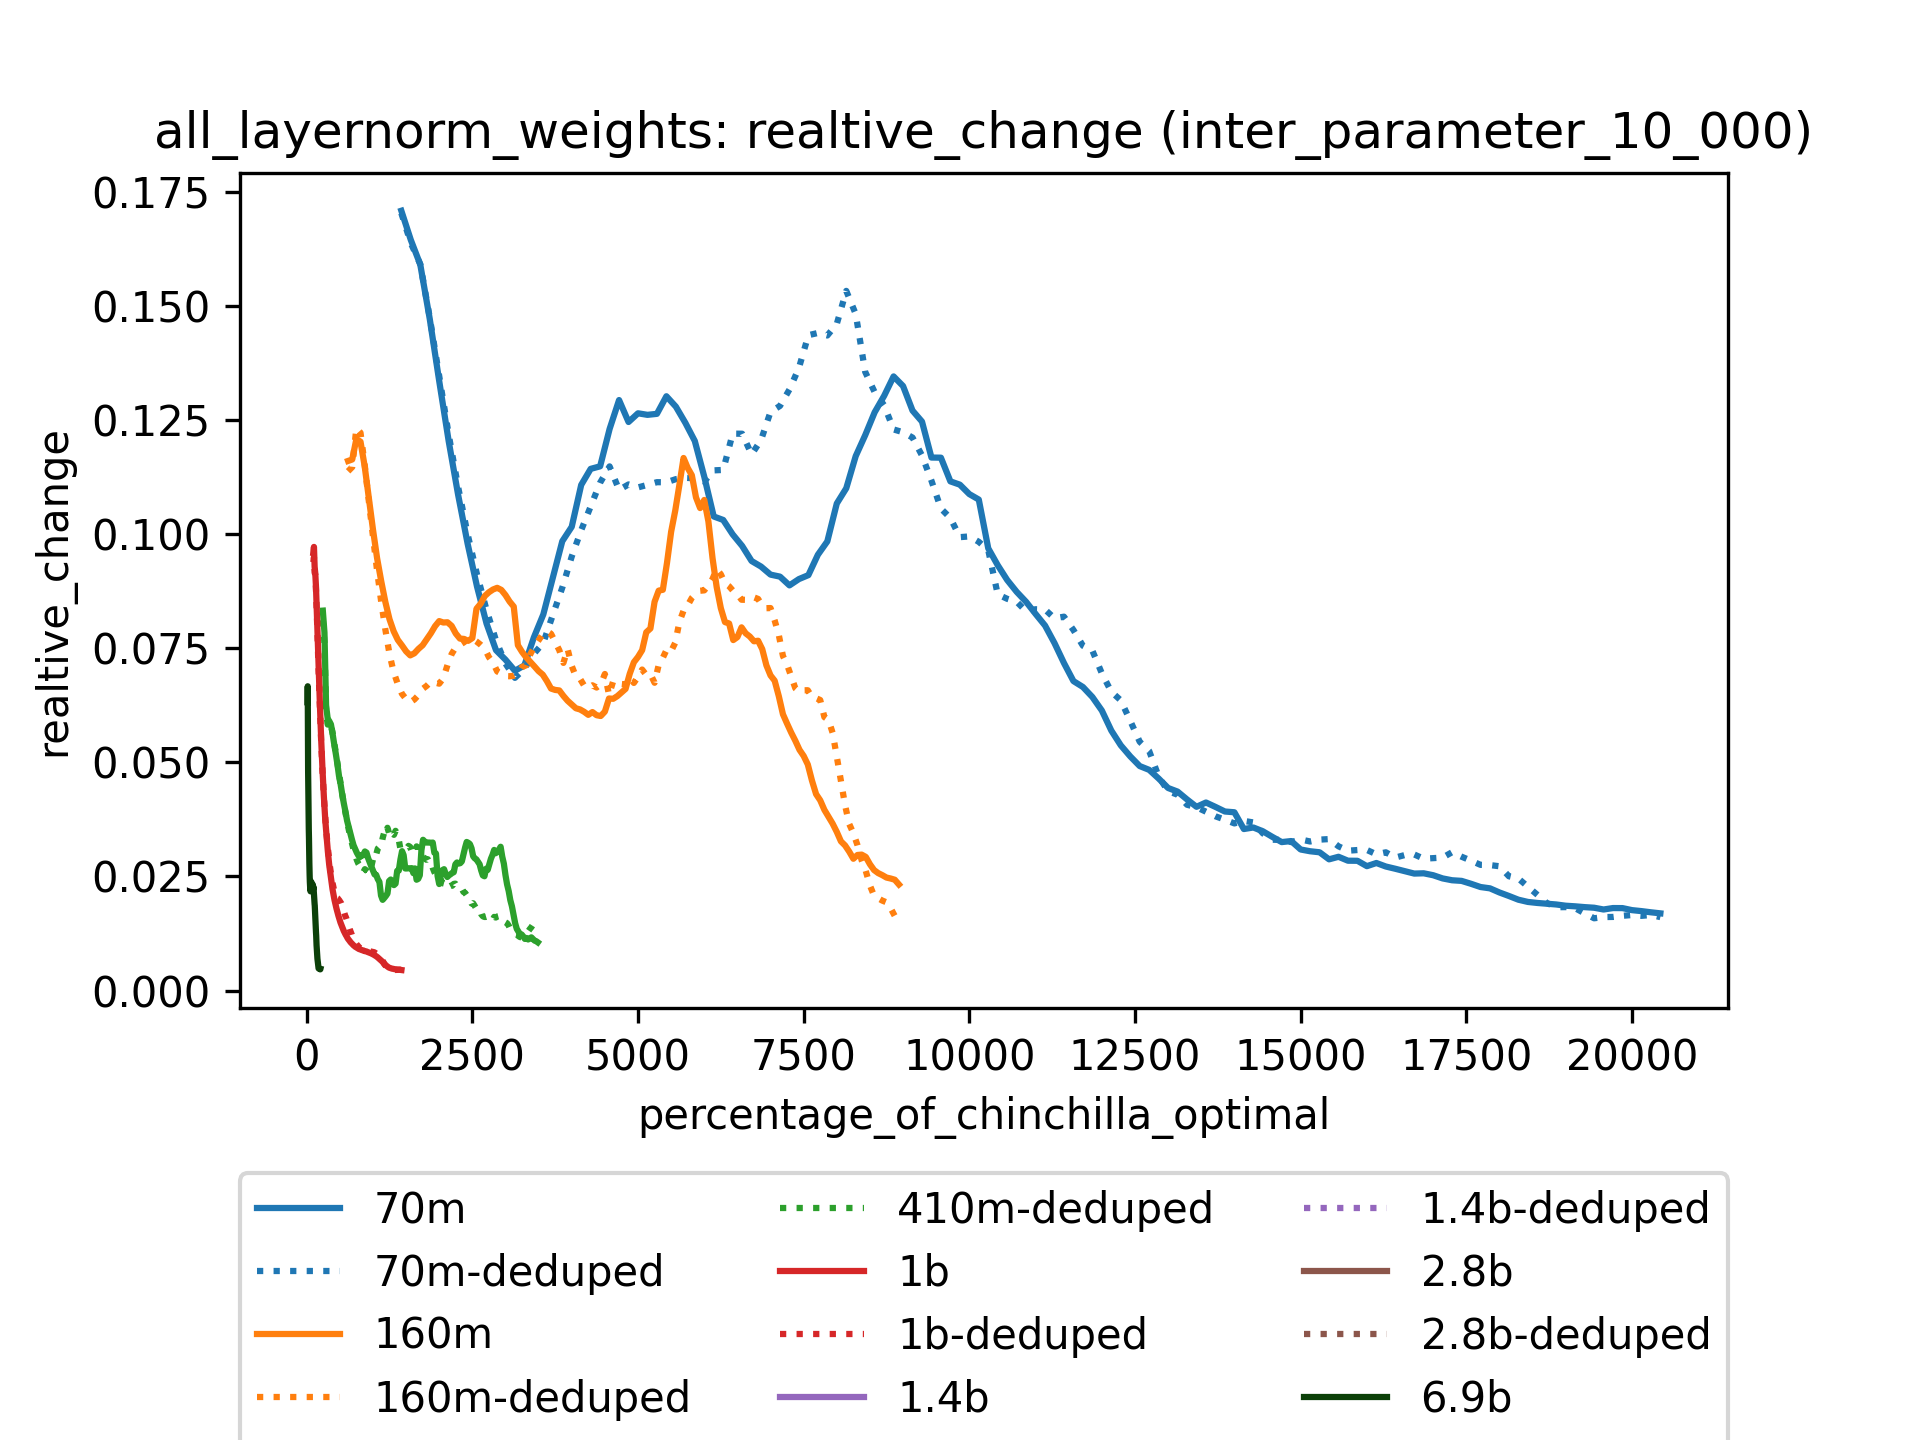 all_layernorm_weights: realtive_change (inter_parameter_10_000)
0.175
0.150
0.125
0.100
0.075
0.050
0.025
0.000
realtive_change
0 2500 5000 7500 10000 12500 15000 17500 20000
percentage_of_chinchilla_optimal
70m
70m-deduped
160m
160m-deduped
410m-deduped
1b
1b-deduped
1.4b
1.4b-deduped
2.8b
2.8b-deduped
6.9b